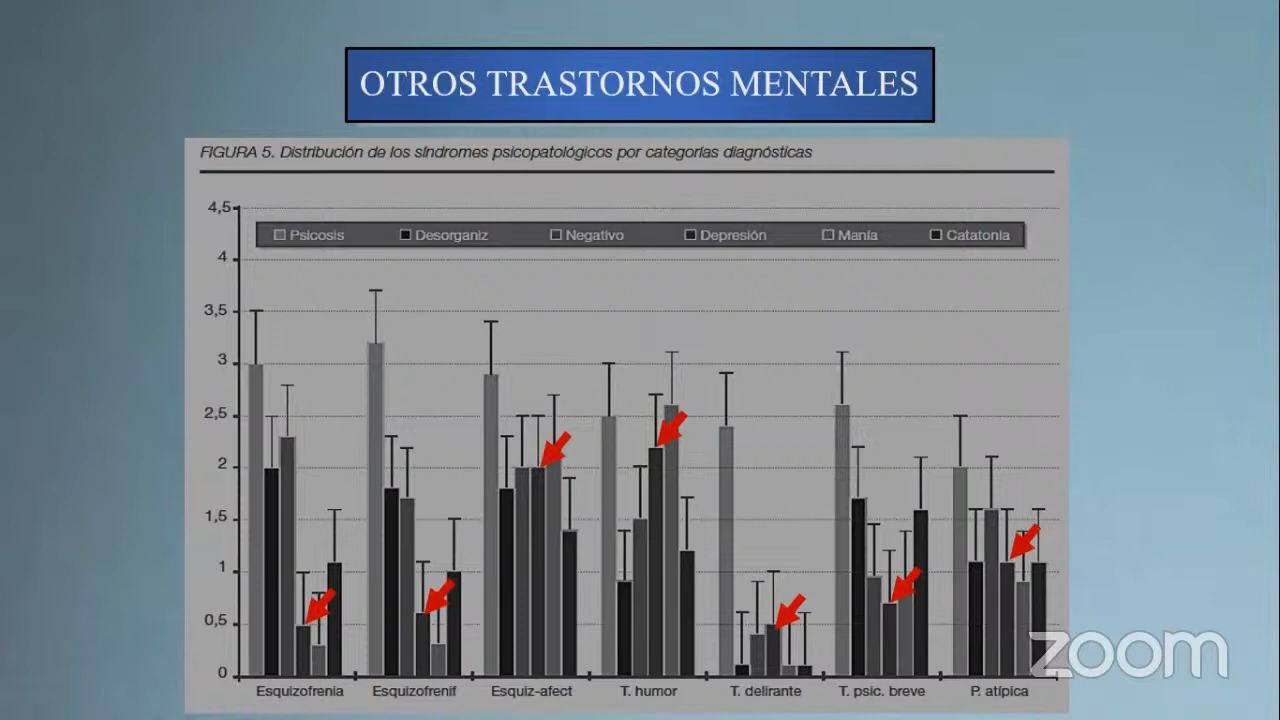 OTROS TRASTORNOS MENTALES
FIGURA 5. Distribución de los síndromes psicopatológicos por categorías diagnósticas
4,5
Psicosis Desorganiz Negativo Depresión Manía Catatonía
4
3,5
3
2,5
2
1,5
1
0,5
0
Esquizofrenia Esquizofrenif Esquiz-afect T. humor T. delirante T. psic. breve P. atípica
zoom